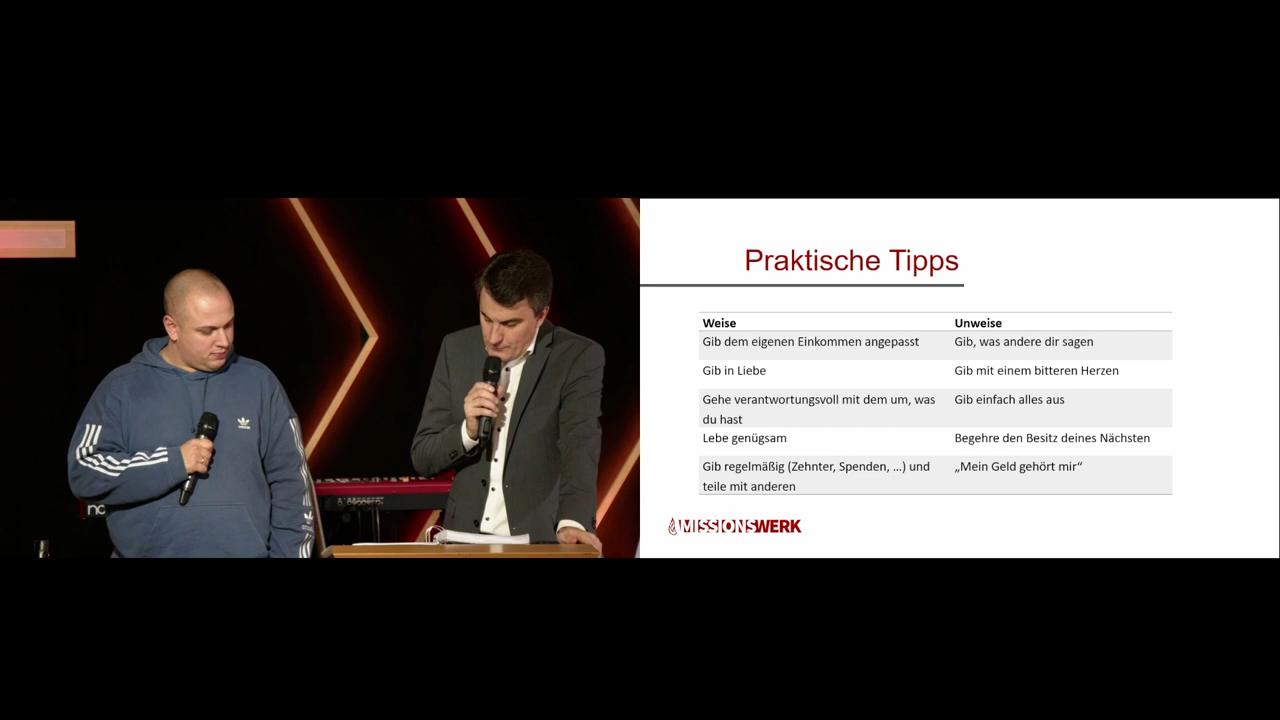 Praktische Tipps
Weise Unweise
Gib dem eigenen Einkommen angepasst Gib, was andere dir sagen
Gib in Liebe Gib mit einem bitteren Herzen
Gehe verantwortungsvoll mit dem um, was Gib einfach alles aus
du hast
Lebe genügsam Begehre den Besitz deines Nächsten
Gib regelmäßig (Zehnter, Spenden, …) und „Mein Geld gehört mir“
teile mit anderen
MISSIONSWERK